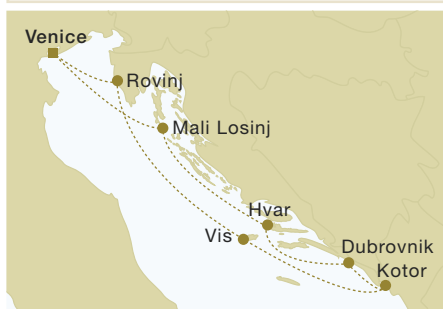 Venice
Rovinj
Mali Losinj
Hvar
Vis
Dubrovnik
Kotor